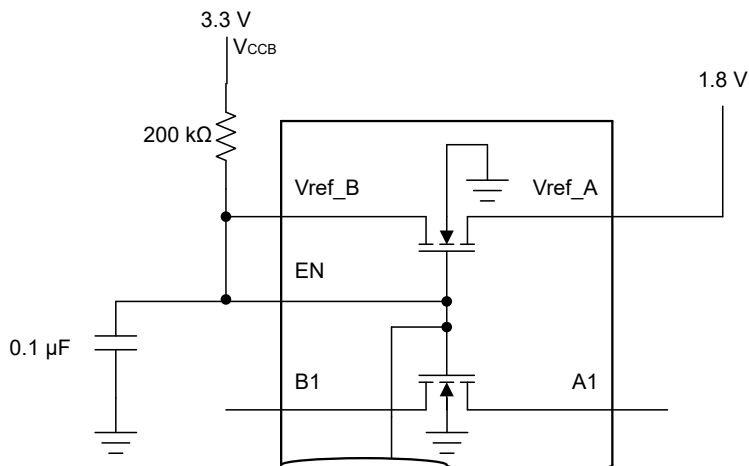 3.3 V
VCCB
1.8 V
200 kΩ
Vref_B
Vref_A
EN
0.1 µF
B1
A1